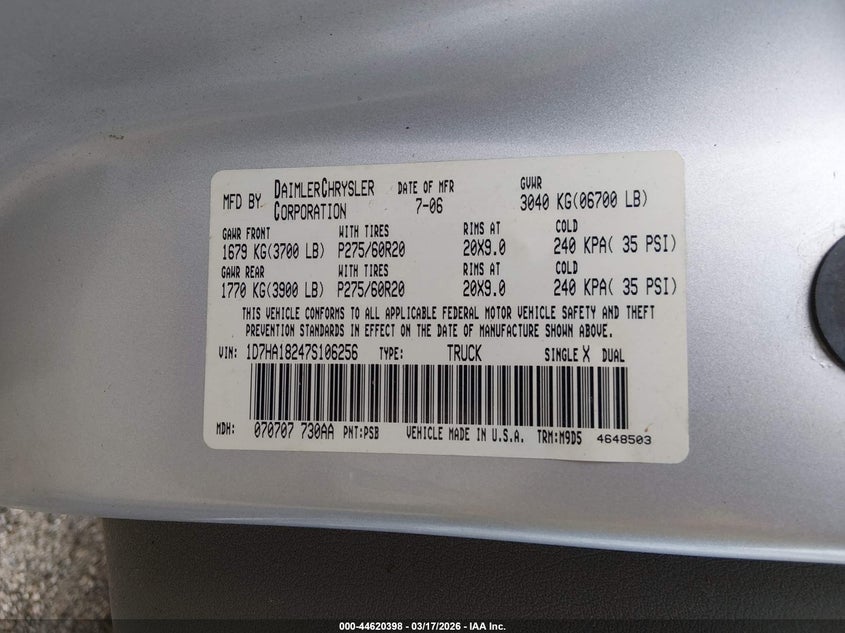 MFD BY DAIMLERCHRYSLER CORPORATION DATE OF MFR 7-06 GVWR 3040 KG(06700 LB)
GAWR FRONT WITH TIRES RIMS AT COLD
1679 KG(3700 LB) P275/60R20 20X9.0 240 KPA( 35 PSI)
GAWR REAR WITH TIRES RIMS AT COLD
1770 KG(3900 LB) P275/60R20 20X9.0 240 KPA( 35 PSI)
THIS VEHICLE CONFORMS TO ALL APPLICABLE FEDERAL MOTOR VEHICLE SAFETY AND THEFT
PREVENTION STANDARDS IN EFFECT ON THE DATE OF MANUFACTURE SHOWN ABOVE.
VIN: 1D7HA18247S106256 TYPE: TRUCK SINGLE X DUAL
MDH: 070707 730AA PNT:PSB VEHICLE MADE IN U.S.A. TRM:M9D5 4648503
000-44620398 - 03/17/2026 - IAA Inc.